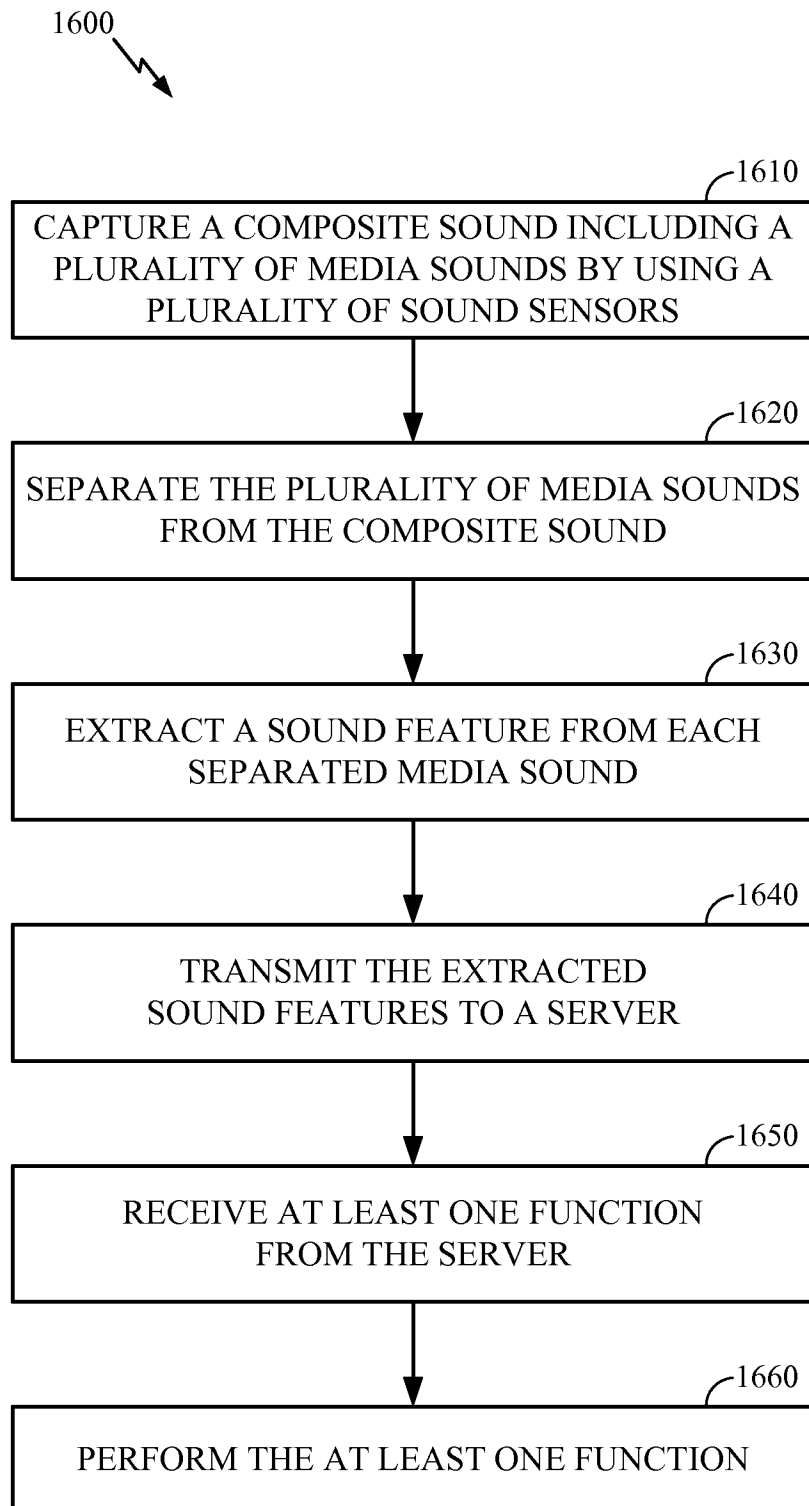 1600
1610
CAPTURE A COMPOSITE SOUND INCLUDING A
PLURALITY OF MEDIA SOUNDS BY USING A
PLURALITY OF SOUND SENSORS
1620
SEPARATE THE PLURALITY OF MEDIA SOUNDS
FROM THE COMPOSITE SOUND
1630
EXTRACT A SOUND FEATURE FROM EACH
SEPARATED MEDIA SOUND
1640
TRANSMIT THE EXTRACTED
SOUND FEATURES TO A SERVER
1650
RECEIVE AT LEAST ONE FUNCTION
FROM THE SERVER
1660
PERFORM THE AT LEAST ONE FUNCTION